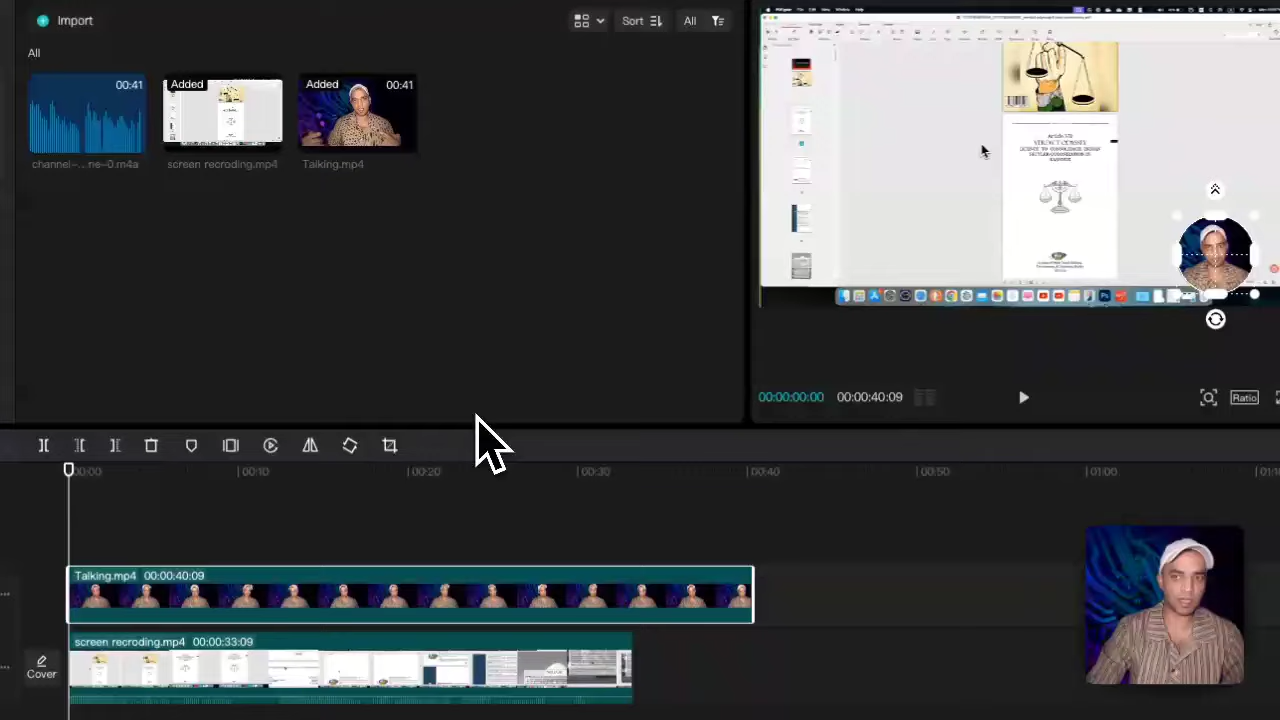 Import
Sort
All
All
00:41
Added
Added
00:41
channel-... ne-0.m4a
screen recroding.mp4
Talking.mp4
00:00:00:00
00:00:40:09
Ratio
00:00
00:10
00:20
00:30
00:40
00:50
01:00
Talking.mp4 00:00:40:09
screen recroding.mp4 00:00:33:09
Cover